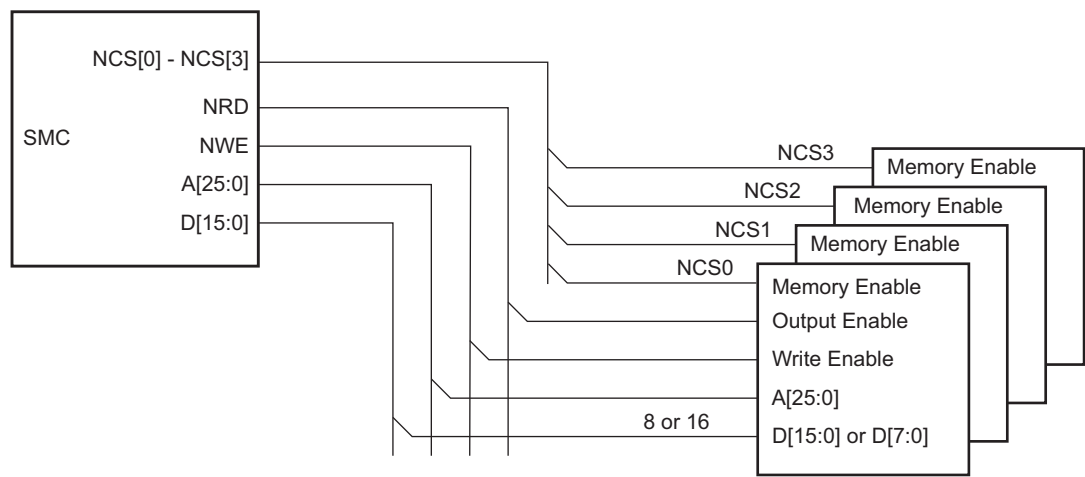 NCS[0] - NCS[3]
NRD
SMC
NWE
A[25:0]
D[15:0]
NCS3
Memory Enable
NCS2
Memory Enable
NCS1
Memory Enable
NCS0
Memory Enable
Output Enable
Write Enable
A[25:0]
8 or 16
D[15:0] or D[7:0]